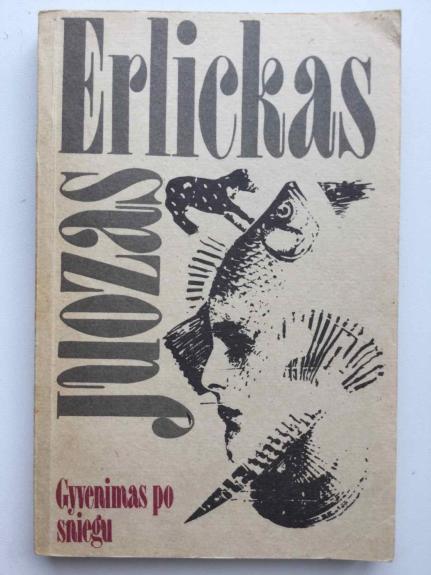 Juozas
Erlickas
Gyvenimas po
sniegu